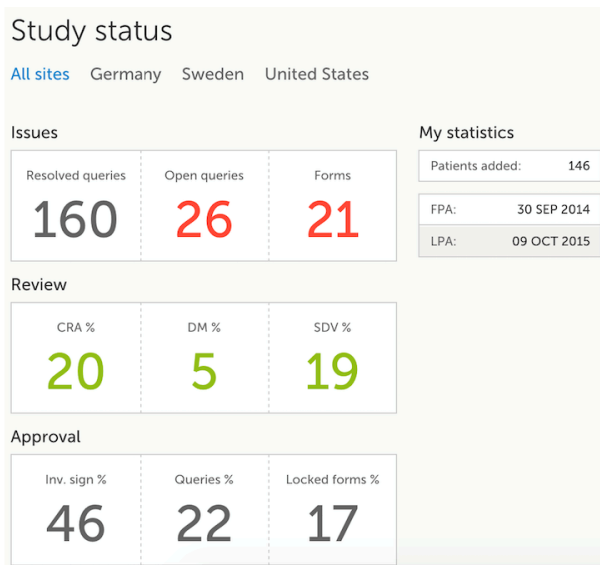 Study status
All sites Germany Sweden United States
Issues
Resolved queries Open queries Forms
160 26 21
My statistics
Patients added: 146
FPA: 30 SEP 2014
LPA: 09 OCT 2015
Review
CRA % DM % SDV %
20 5 19
Approval
Inv. sign % Queries % Locked forms %
46 22 17